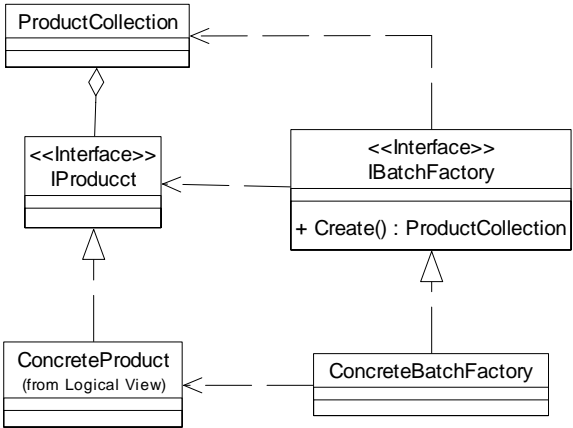 ProductCollection
<<Interface>>
IProducct
<<Interface>>
IBatchFactory
+ Create() : ProductCollection
ConcreteProduct
(from Logical View)
ConcreteBatchFactory